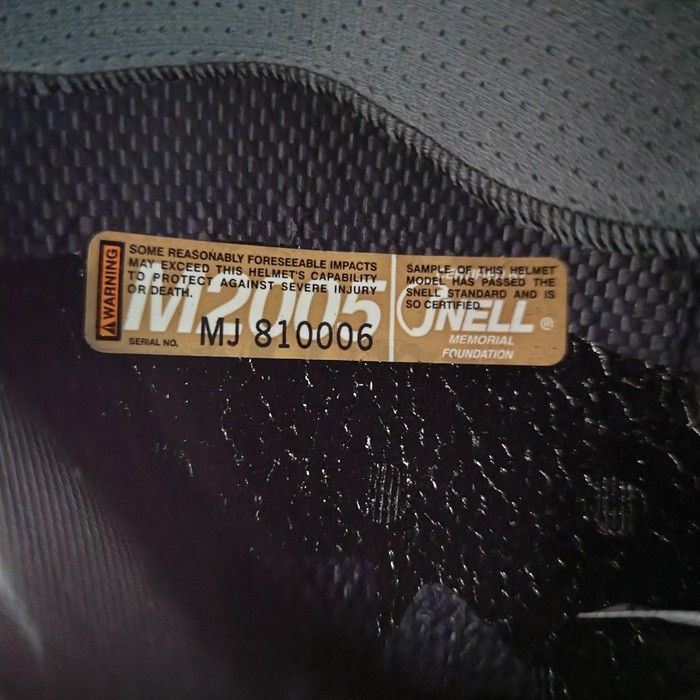 WARNING
SOME REASONABLY FORESEEABLE IMPACTS
MAY EXCEED THIS HELMET'S CAPABILITY
TO PROTECT AGAINST SEVERE INJURY
OR DEATH.
M2005
SERIAL NO. MJ 810006
SAMPLE OF THIS HELMET
MODEL HAS PASSED THE
SNELL STANDARD AND IS
SO CERTIFIED
SNELL ®
MEMORIAL
FOUNDATION